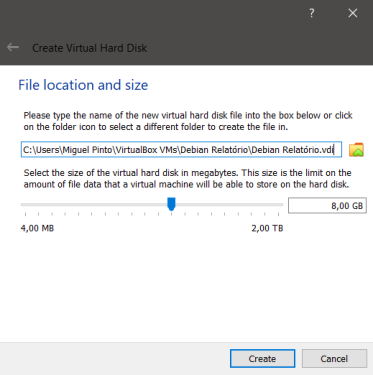 ?
Create Virtual Hard Disk
File location and size
Please type the name of the new virtual hard disk file into the box below or click
on the folder icon to select a different folder to create the file in.
C:\Users\Miguel Pinto\VirtualBox VMs\Debian Relatório\Debian Relatório.vdi
Select the size of the virtual hard disk in megabytes. This size is the limit on the
amount of file data that a virtual machine will be able to store on the hard disk.
8,00 GB
4,00 MB 2,00 TB
Create Cancel